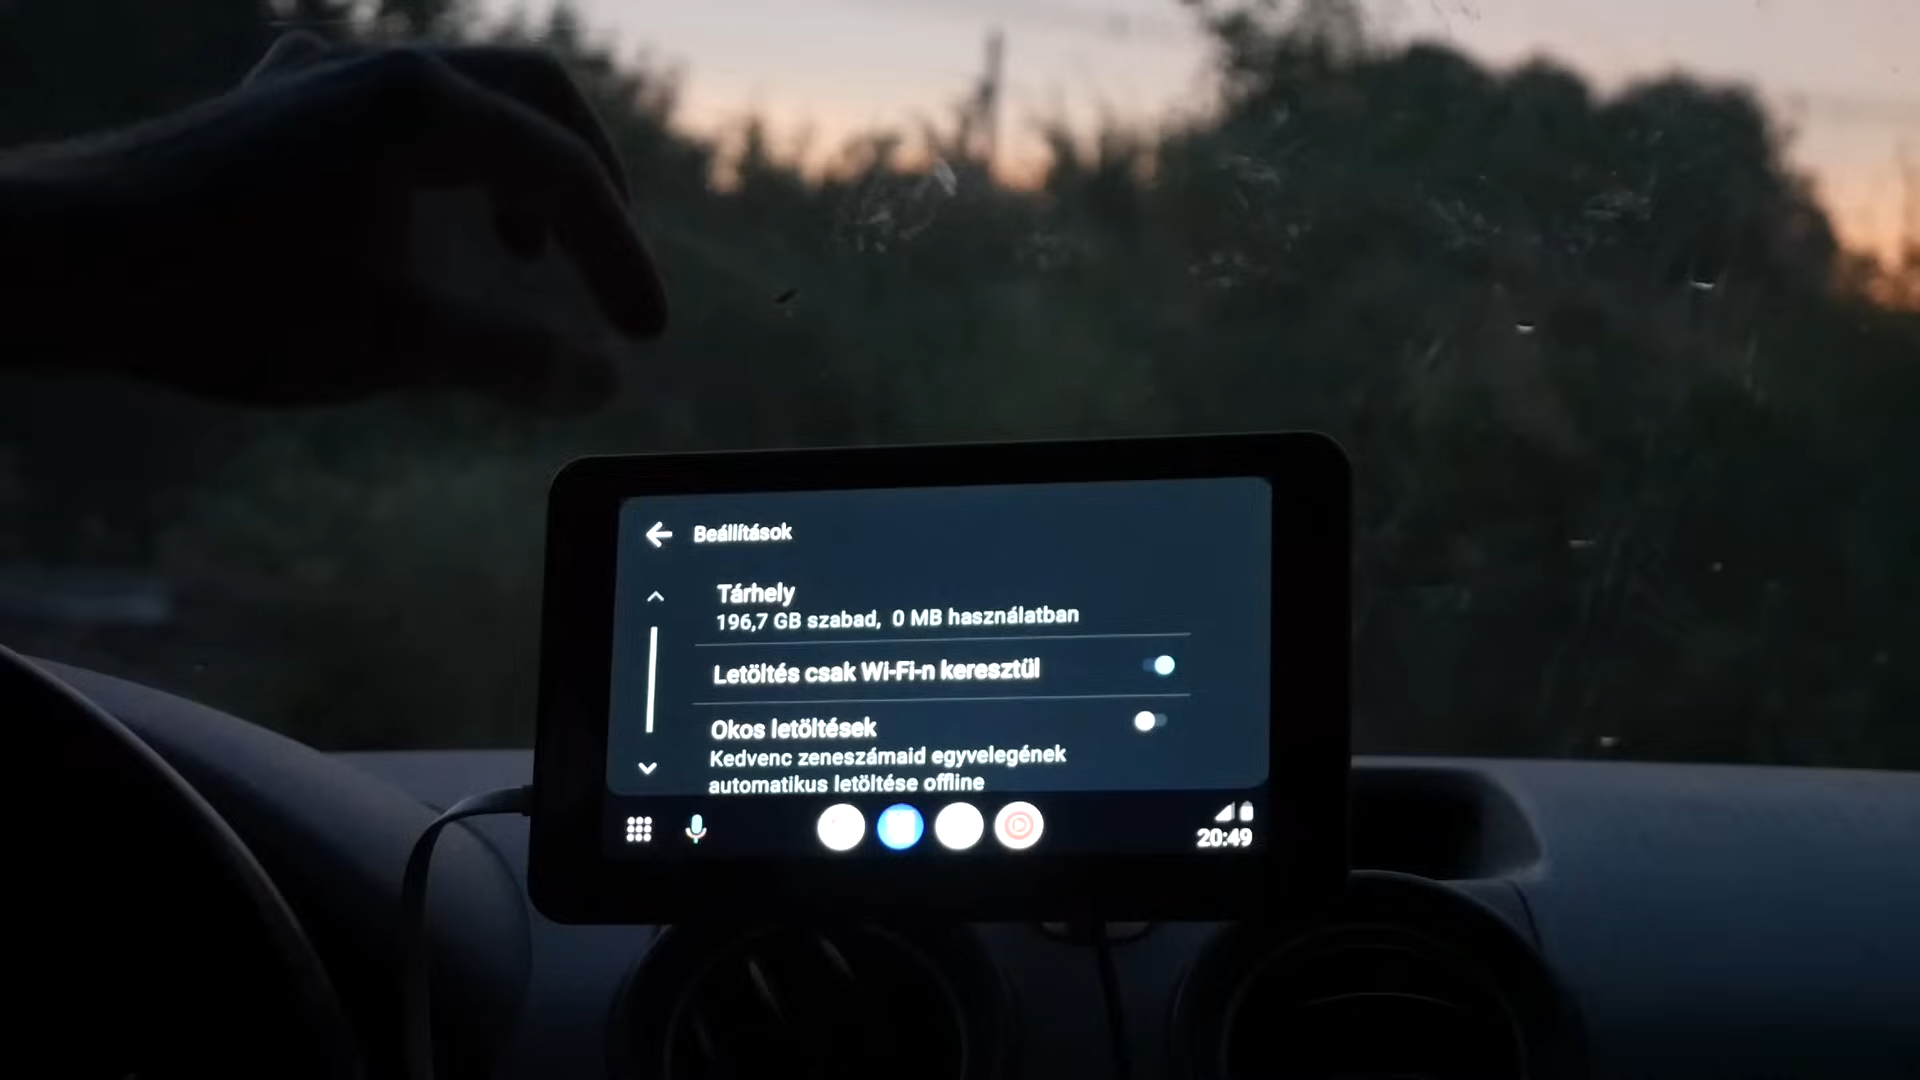 Beállítások
Tárhely
196,7 GB szabad, 0 MB használatban
Letöltés csak Wi-Fi-n keresztül
Okos letöltések
Kedvenc zeneszámaid egyvelegének
automatikus letöltése offline
20:49